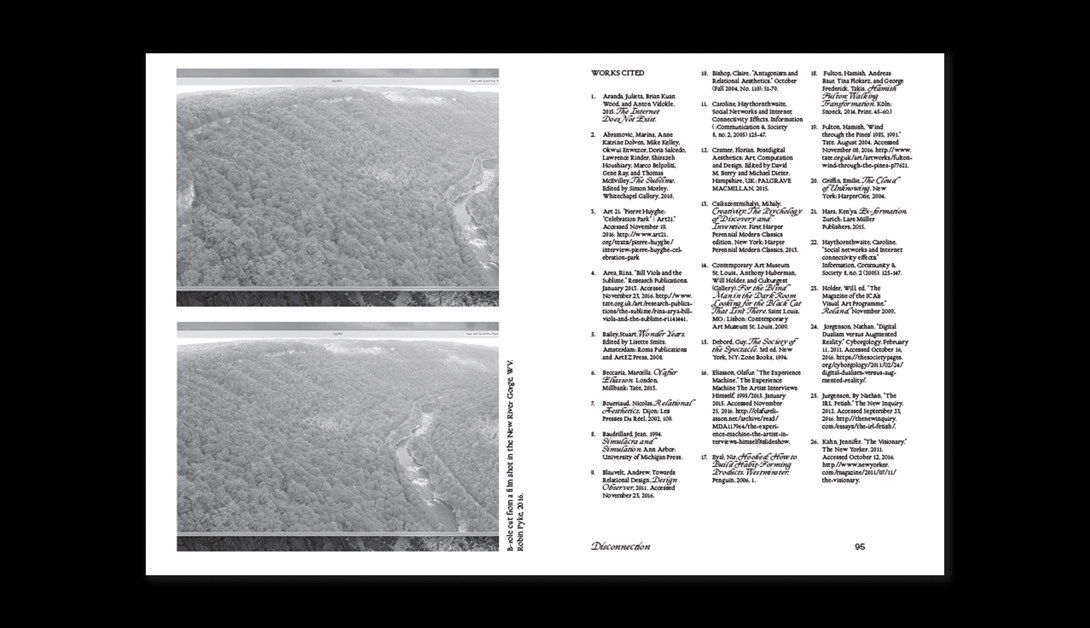 B-role cut from a film shot in the New River Gorge, WV.
Robin Pyke, 2016.
WORKS CITED
1. Aranda, Julieta, Brian Kuan
Wood, and Anton Vidokle.
2015. The Internet
Does Not Exist.
2. Abramovic, Marina, Anne
Katrine Dolven, Mike Kelley,
Okwui Enwezor, Doris Salcedo,
Lawrence Rinder, Shirazeh
Houshiary, Marco Belpoliti,
Gene Ray, and Thomas
McEvilley. The Sublime.
Edited by Simon Morley.
Whitechapel Gallery, 2010.
3. Art 21. "Pierre Huyghe:
"Celebration Park" | Art21."
Accessed November 19,
2016. http://www.art21.
org/texts/pierre-huyghe/
interview-pierre-huyghe-cel-
ebration-park
4. Area, Rina. "Bill Viola and the
Sublime." Research Publications.
January 2013. Accessed
November 23, 2016. http://www.
tate.org.uk/art/research-publica-
tions/the-sublime/rina-arya-bill-
viola-and-the-sublime-r1141441.
5. Bailey, Stuart. Wonder Years.
Edited by Lisette Smits.
Amsterdam: Roma Publications
and ArtEZ Press, 2008.
6. Beccaria, Marcella. Olafur
Eliasson. London,
Millbank: Tate, 2013.
7. Bourriaud, Nicolas. Relational
Aesthetics. Dijon: Les
Presses Du Réel, 2002, 109.
8. Baudrillard, Jean. 1994.
Simulacra and
Simulation. Ann Arbor:
University of Michigan Press.
9. Blauvelt, Andrew. Towards
Relational Design. Design
Observer, 2011. Accessed
November 23, 2016.
10. Bishop, Claire. "Antagonism and
Relational Aesthetics." October
(Fall 2004, No. 110): 51-79.
11. Caroline, Haythornthwaite,
Social Networks and Internet
Connectivity Effects. Information
(:Communication & Society
8, no. 2, 2005) 125-47.
12. Cramer, Florian. Postdigital
Aesthetics: Art, Computation
and Design. Edited by David
M. Berry and Michael Dieter.
Hampshire, UK: PALGRAVE
MACMILLAN, 2015.
13. Csikszentmihalyi, Mihaly.
Creativity: The Psychology
of Discovery and
Invention. First Harper
Perennial Modern Classics
edition. New York: Harper
Perennial Modern Classics, 2013.
14. Contemporary Art Museum
St. Louis, Anthony Huberman,
Will Holder, and Culturgest
(Gallery). For the Blind
Man in the Dark Room
Looking for the Black Cat
That Isn't There. Saint Louis,
MO : Lisbon: Contemporary
Art Museum St. Louis, 2009.
15. Debord, Guy. The Society of
the Spectacle. 3rd ed. New
York, NY: Zone Books, 1994.
16. Eliasson, Olafur. "The Experience
Machine." The Experience
Machine The Artist Interviews
Himself, 1995/2015. January
2015. Accessed November
25, 2016. http://olafureli-
asson.net/archive/read/
MDA117964/the-experi-
ence-machine-the-artist-in-
terviews-himself#slideshow.
17. Eyal, Nir. Hooked: How to
Build Habit-Forming
Products. Westminster:
Penguin, 2006, 1.
18. Fulton, Hamish, Andreas
Baur, Tina Plokarz, and George
Frederick. Takis. Hamish
Fulton: Walking
Transformation. Köln:
Snoeck, 2014. Print. 45-60.)
19. Fulton, Hamish, 'Wind
through the Pines' 1985, 1991."
Tate. August 2004. Accessed
November 08, 2016. http://www.
tate.org.uk/art/artworks/fulton-
wind-through-the-pines-p77621.
20. Griffin, Emilie. The Cloud
of Unknowing. New
York: HarperOne, 2004.
21. Hara, Ken'ya. Ex-formation.
Zurich: Lars Müller
Publishers, 2015.
22. Haythornthwaite, Caroline.
"Social networks and Internet
connectivity effects."
Information, Community &
Society 8, no. 2 (2005): 125-147.
23. Holder, Will, ed. "The
Magazine of the ICA's
Visual Art Programme."
Roland, November 2009.
24. Jorgenson, Nathan. "Digital
Dualism versus Augmented
Reality." Cyborgology. February
11, 2011. Accessed October 16,
2016. https://thesocietypages.
org/cyborgology/2011/02/24/
digital-dualism-versus-aug-
mented-reality/.
25. Jurgenson, By Nathan. "The
IRL Fetish." The New Inquiry.
2012. Accessed September 23,
2016. http://thenewinquiry.
com/essays/the-irl-fetish/.
26. Kahn, Jennifer. "The Visionary."
The New Yorker. 2011.
Accessed October 12, 2016.
http://www.newyorker.
com/magazine/2011/07/11/
the-visionary.
Disconnection
95